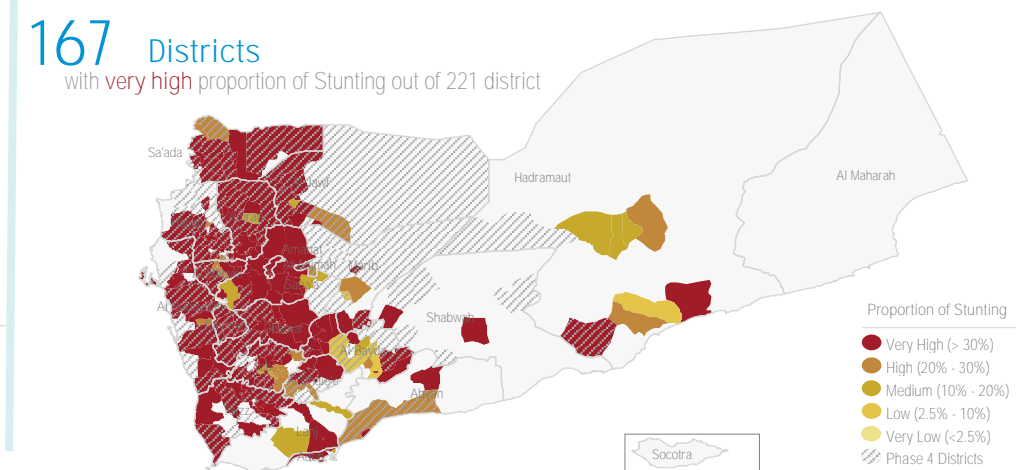 167 Districts
with very high proportion of Stunting out of 221 district
Sa'ada
Hadramaut
Al Maharah
Marib
Shabwah
Al Bayda
Abyan
Socotra
Proportion of Stunting
Very High (> 30%)
High (20% - 30%)
Medium (10% - 20%)
Low (2.5% - 10%)
Very Low (<2.5%)
Phase 4 Districts